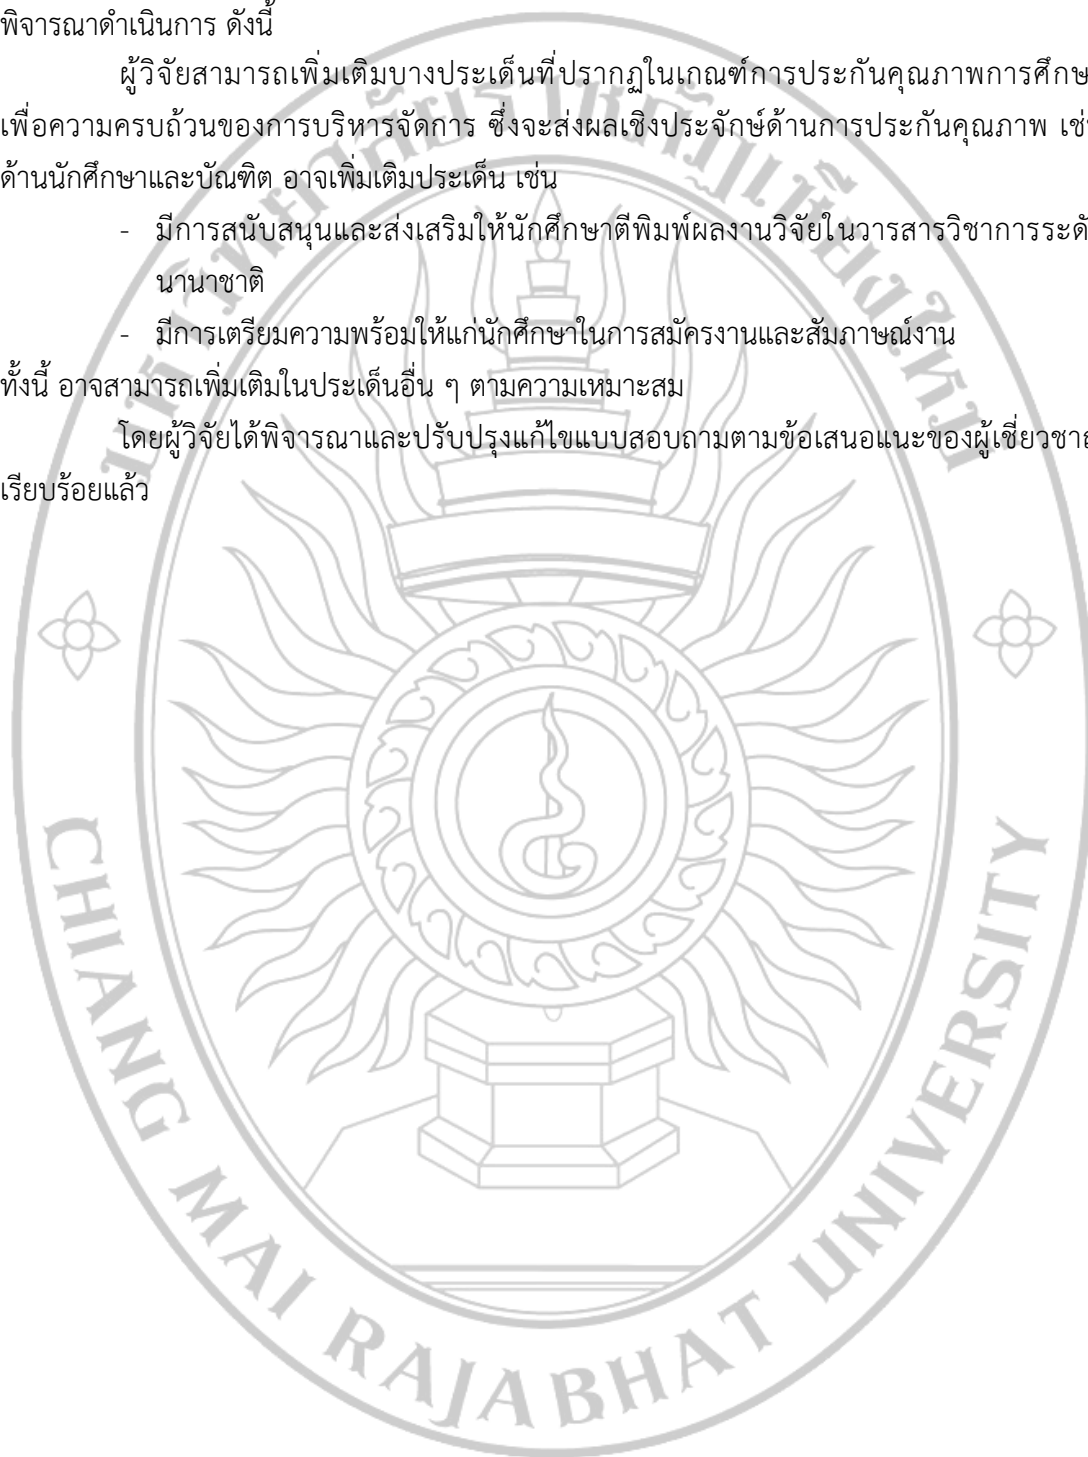 พิจารณาดำเนินการ ดังนี้
ผู้วิจัยสามารถเพิ่มเติมบางประเด็นที่ปรากฏในเกณฑ์การประกันคุณภาพการศึกษ
เพื่อความครบถ้วนของการบริหารจัดการ ซึ่งจะส่งผลเชิงประจักษ์ด้านการประกันคุณภาพ เช่
ด้านนักศึกษาและบัณฑิต อาจเพิ่มเติมประเด็น เช่น
- มีการสนับสนุนและส่งเสริมให้นักศึกษาตีพิมพ์ผลงานวิจัยในวารสารวิชาการระดั
นานาชาติ
- มีการเตรียมความพร้อมให้แก่นักศึกษาในการสมัครงานและสัมภาษณ์งาน
ทั้งนี้ อาจสามารถเพิ่มเติมในประเด็นอื่น ๆ ตามความเหมาะสม
โดยผู้วิจัยได้พิจารณาและปรับปรุงแก้ไขแบบสอบถามตามข้อเสนอแนะของผู้เชี่ยวชา
เรียบร้อยแล้ว
มหาวิทยาลัยราชภัฏเชียงใหม่
CHIANG MAI RAJABHAT UNIVERSITY